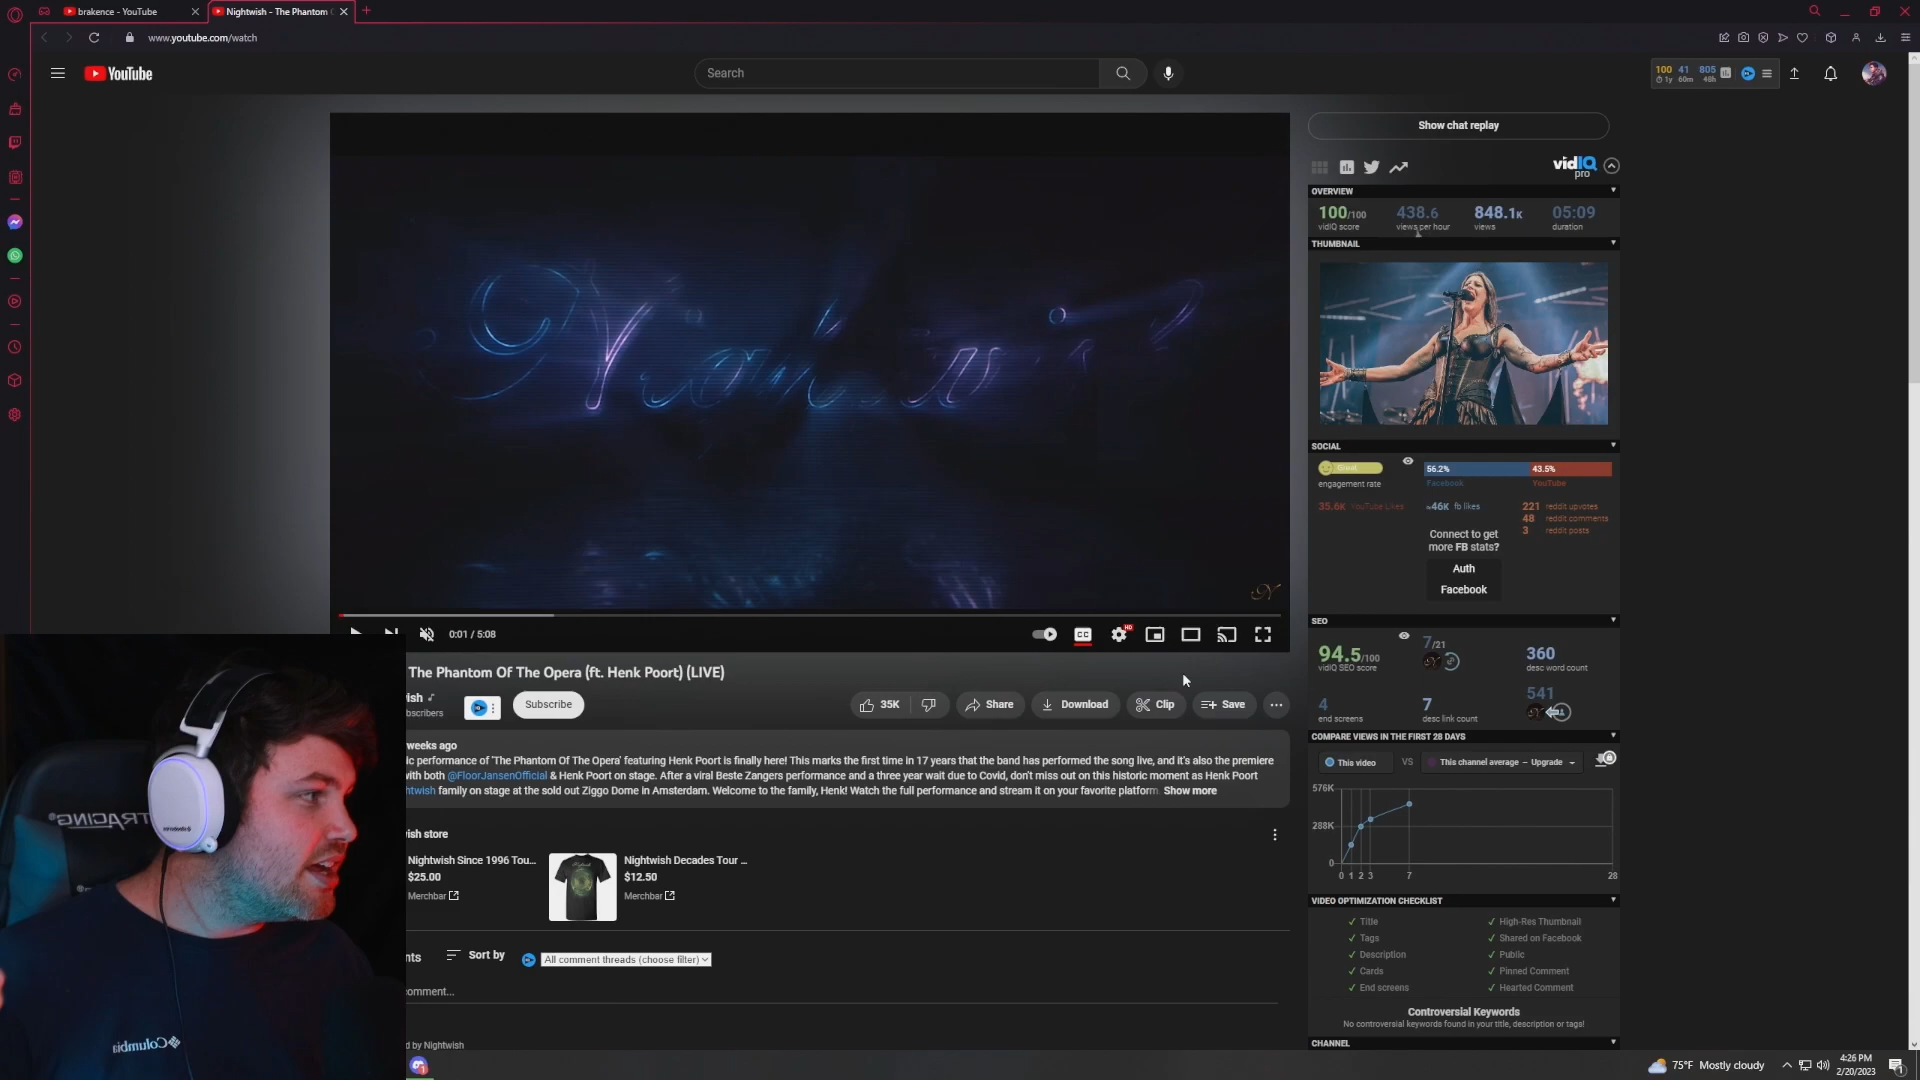 brakence - YouTube
Nightwish - The Phantom
www.youtube.com/watch
YouTube
Search
100 41 805
1y 60m 48h
Show chat replay
vidIQ
pro
OVERVIEW
100/100 438.6 848.1K 05:09
vidIQ score views per hour views duration
THUMBNAIL
SOCIAL
Great
engagement rate
56.2% 43.5%
Facebook YouTube
35.6K YouTube Likes
≈46K fb likes
221 reddit upvotes
48 reddit comments
3 reddit posts
Connect to get
more FB stats?
Auth
Facebook
0:01 / 5:08
CC
HD
The Phantom Of The Opera (ft. Henk Poort) (LIVE)
ish
bscribers
Subscribe
35K
Share
Download
Clip
Save
weeks ago
ic performance of 'The Phantom Of The Opera' featuring Henk Poort is finally here! This marks the first time in 17 years that the band has performed the song live, and it's also the premiere
with both @FloorJansenOfficial & Henk Poort on stage. After a viral Beste Zangers performance and a three year wait due to Covid, don't miss out on this historic moment as Henk Poort
htwish family on stage at the sold out Ziggo Dome in Amsterdam. Welcome to the family, Henk! Watch the full performance and stream it on your favorite platform Show more
ish store
Nightwish Since 1996 Tou...
$25.00
Merchbar
Nightwish Decades Tour ...
$12.50
Merchbar
nts
Sort by
All comment threads (choose filter)
omment...
d by Nightwish
SEO
94.5/100
vidIQ SEO score
7/21
360
desc word count
4
end screens
7
desc link count
541
COMPARE VIEWS IN THE FIRST 28 DAYS
This video VS This channel average – Upgrade
576K
288K
0
0 1 2 3 7 28
VIDEO OPTIMIZATION CHECKLIST
✓ Title ✓ High-Res Thumbnail
✓ Tags ✓ Shared on Facebook
✓ Description ✓ Public
✓ Cards ✓ Pinned Comment
✓ End screens ✓ Hearted Comment
Controversial Keywords
No controversial keywords found in your title, description or tags!
CHANNEL
Columbia
75°F Mostly cloudy
4:26 PM
2/20/2023